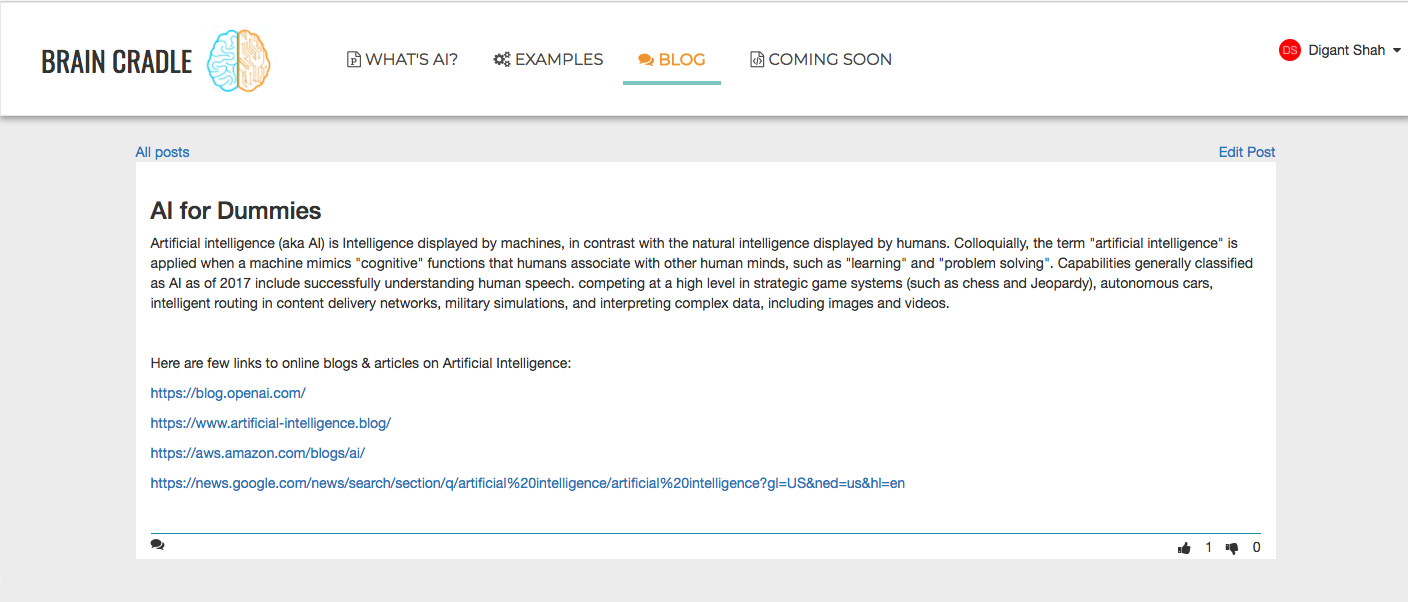 BRAIN CRADLE
WHAT'S AI?
EXAMPLES
BLOG
COMING SOON
DS
Digant Shah
All posts
Edit Post
AI for Dummies
Artificial intelligence (aka AI) is Intelligence displayed by machines, in contrast with the natural intelligence displayed by humans. Colloquially, the term "artificial intelligence" is
applied when a machine mimics "cognitive" functions that humans associate with other human minds, such as "learning" and "problem solving". Capabilities generally classified
as AI as of 2017 include successfully understanding human speech. competing at a high level in strategic game systems (such as chess and Jeopardy), autonomous cars,
intelligent routing in content delivery networks, military simulations, and interpreting complex data, including images and videos.
Here are few links to online blogs & articles on Artificial Intelligence:
https://blog.openai.com/
https://www.artificial-intelligence.blog/
https://aws.amazon.com/blogs/ai/
https://news.google.com/news/search/section/q/artificial%20intelligence/artificial%20intelligence?gl=US&ned=us&hl=en
1 0